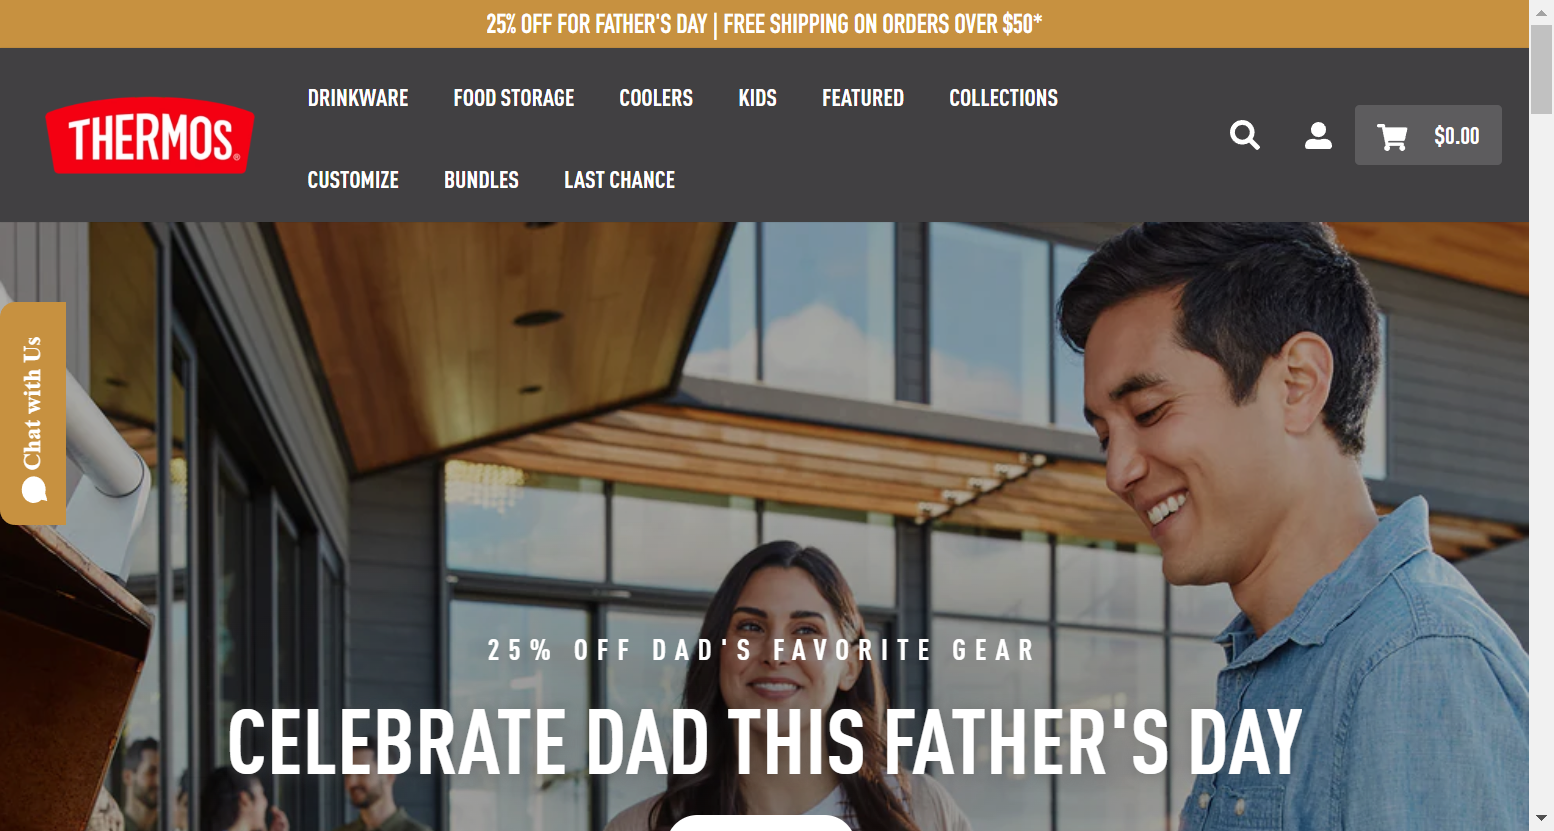 25% OFF FOR FATHER'S DAY | FREE SHIPPING ON ORDERS OVER $50*
THERMOS®
DRINKWARE FOOD STORAGE COOLERS KIDS FEATURED COLLECTIONS
CUSTOMIZE BUNDLES LAST CHANCE
$0.00
Chat with Us
25% OFF DAD'S FAVORITE GEAR
CELEBRATE DAD THIS FATHER'S DAY